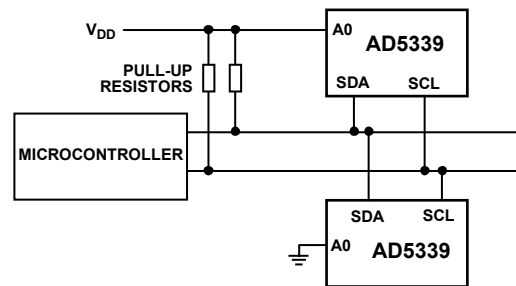 VDD
A0
AD5339
PULL-UP
RESISTORS
SDA SCL
MICROCONTROLLER
SDA SCL
A0
AD5339